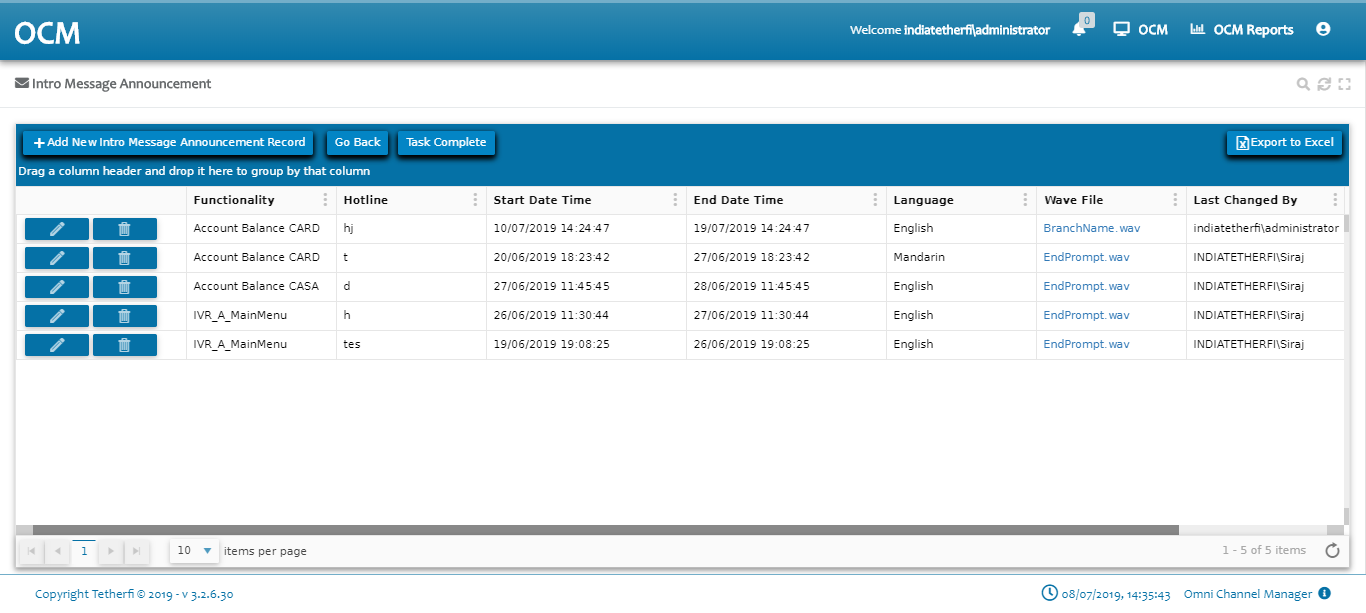 OCM
Welcome indiatetherfi\administrator 0 OCM OCM Reports
Intro Message Announcement
Add New Intro Message Announcement Record Go Back Task Complete Export to Excel
Drag a column header and drop it here to group by that column
Functionality Hotline Start Date Time End Date Time Language Wave File Last Changed By
Account Balance CARD hj 10/07/2019 14:24:47 19/07/2019 14:24:47 English BranchName.wav indiatetherfi\administrator
Account Balance CARD t 20/06/2019 18:23:42 27/06/2019 18:23:42 Mandarin EndPrompt.wav INDIATETHERFI\Siraj
Account Balance CASA d 27/06/2019 11:45:45 28/06/2019 11:45:45 English EndPrompt.wav INDIATETHERFI\Siraj
IVR_A_MainMenu h 26/06/2019 11:30:44 27/06/2019 11:30:44 English EndPrompt.wav INDIATETHERFI\Siraj
IVR_A_MainMenu tes 19/06/2019 19:08:25 26/06/2019 19:08:25 English EndPrompt.wav INDIATETHERFI\Siraj
1 10 items per page 1 - 5 of 5 items
Copyright Tetherfi © 2019 - v 3.2.6.30 08/07/2019, 14:35:43 Omni Channel Manager